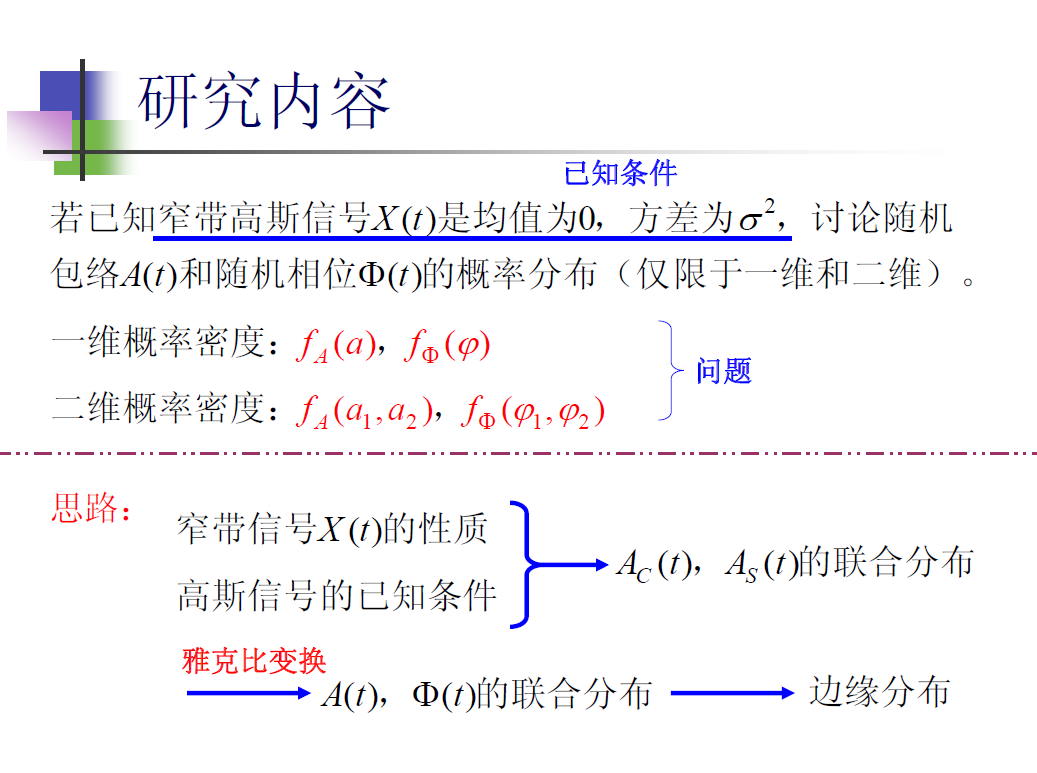 研究内容
已知条件
若已知窄带高斯信号X(t)是均值为0，方差为σ²，讨论随机
包络A(t)和随机相位Φ(t)的概率分布（仅限于一维和二维）。
一维概率密度：f_A(a)，f_Φ(φ)
问题
二维概率密度：f_A(a₁,a₂)，f_Φ(φ₁,φ₂)
思路：
窄带信号X(t)的性质
高斯信号的已知条件
A_C(t)，A_S(t)的联合分布
雅克比变换
A(t)，Φ(t)的联合分布
边缘分布